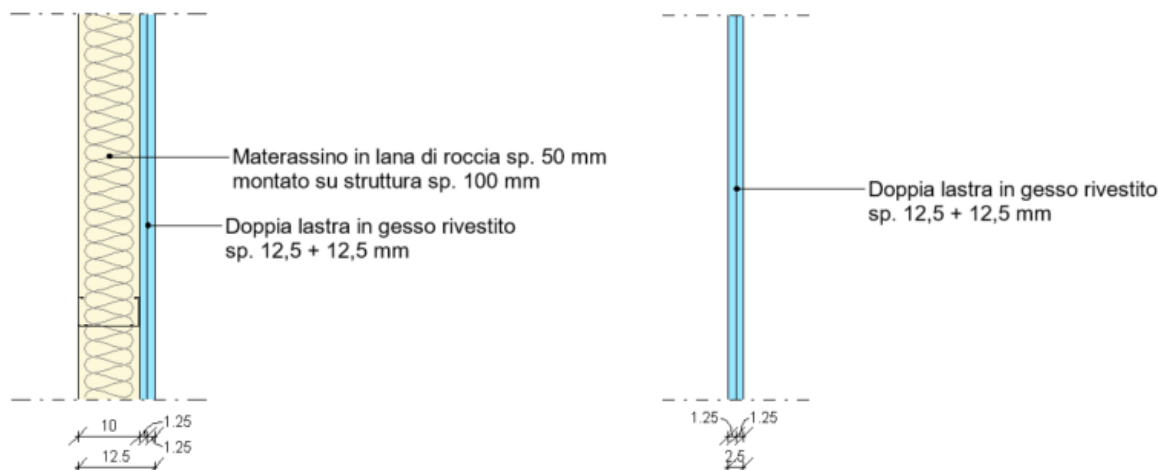 Materassino in lana di roccia sp. 50 mm
montato su struttura sp. 100 mm
Doppia lastra in gesso rivestito
sp. 12,5 + 12,5 mm
10
1.25
1.25
12.5
Doppia lastra in gesso rivestito
sp. 12,5 + 12,5 mm
1.25
1.25
2.5